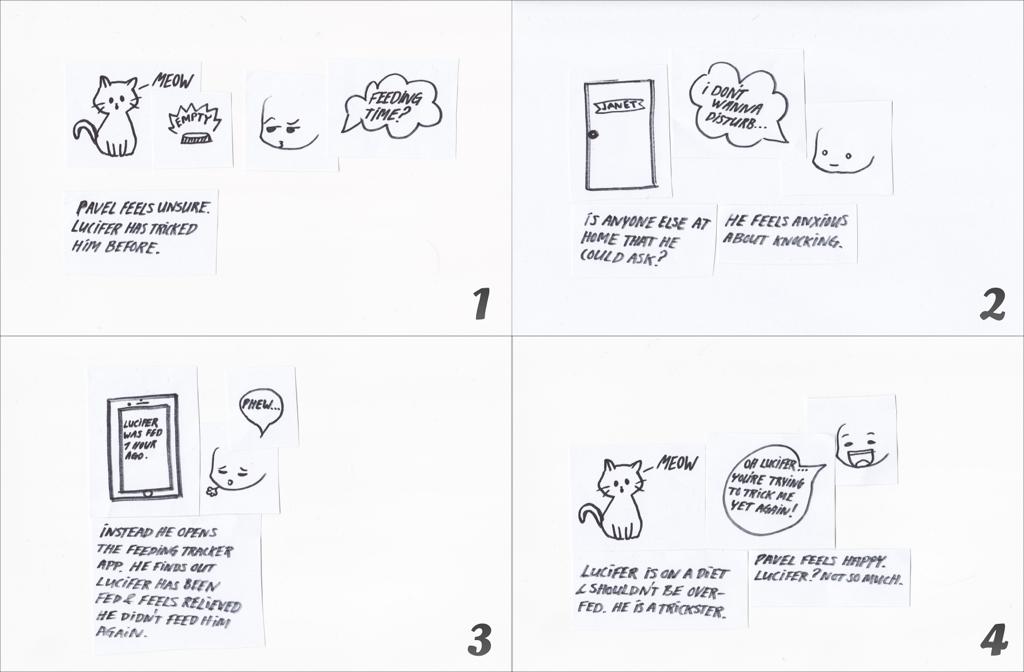 MEOW
EMPTY
FEEDING
TIME?
PAVEL FEELS UNSURE.
LUCIFER HAS TRICKED
HIM BEFORE.
1
JANET
I DON'T
WANNA
DISTURB...
IS ANYONE ELSE AT
HOME THAT HE
COULD ASK?
HE FEELS ANXIOUS
ABOUT KNOCKING.
2
LUCIFER
WAS FED
1 HOUR
AGO.
PHEW...
INSTEAD HE OPENS
THE FEEDING TRACKER
APP. HE FINDS OUT
LUCIFER HAS BEEN
FED & FEELS RELIEVED
HE DIDN'T FEED HIM
AGAIN.
3
MEOW
OH LUCIFER...
YOU'RE TRYING
TO TRICK ME
YET AGAIN!
LUCIFER IS ON A DIET
& SHOULDN'T BE OVER-
FED. HE IS A TRICKSTER.
PAVEL FEELS HAPPY.
LUCIFER? NOT SO MUCH.
4